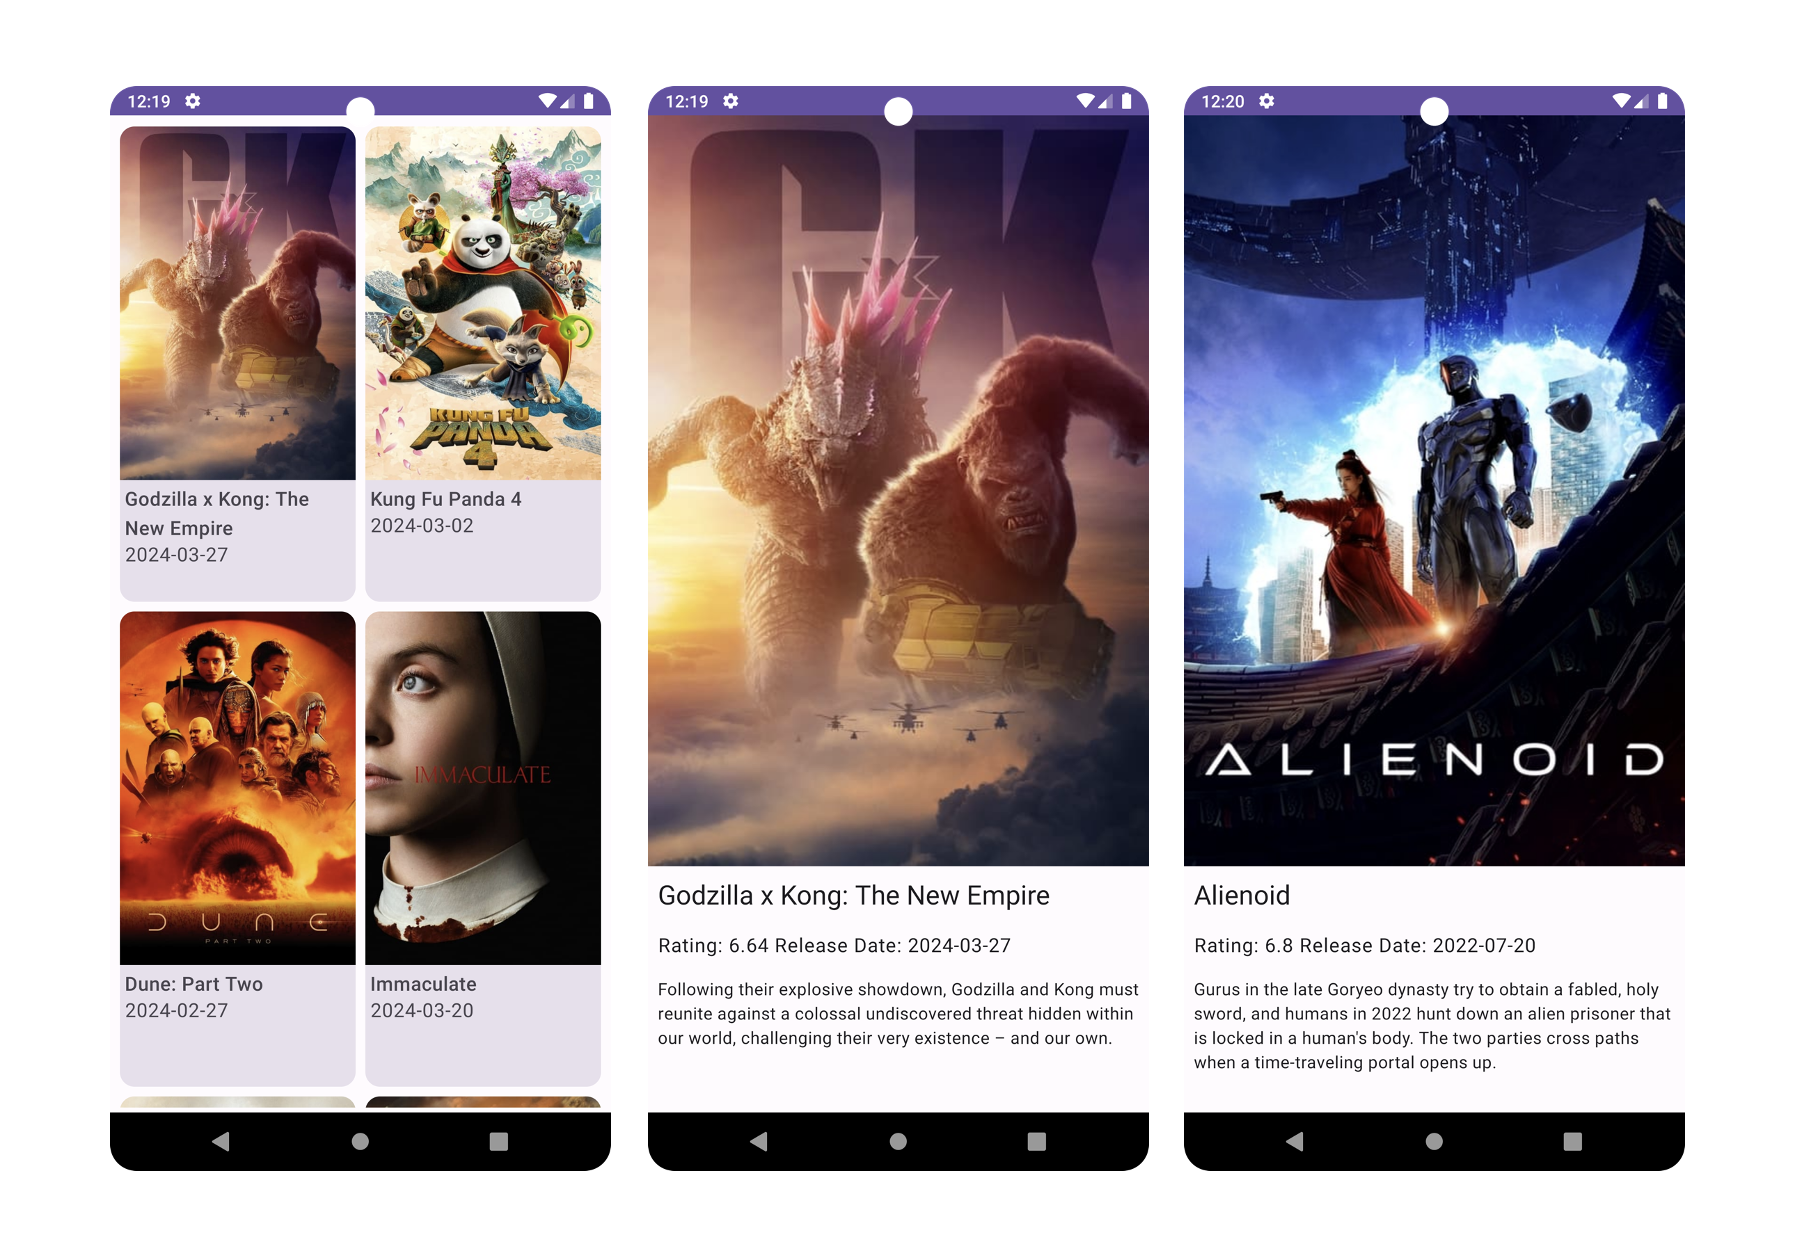 12:19
GK
KUNG FU
PANDA
4
Godzilla x Kong: The
New Empire
2024-03-27
Kung Fu Panda 4
2024-03-02
DUNE
PART TWO
IMMACULATE
Dune: Part Two
2024-02-27
Immaculate
2024-03-20
12:19
GK
Godzilla x Kong: The New Empire
Rating: 6.64 Release Date: 2024-03-27
Following their explosive showdown, Godzilla and Kong must
reunite against a colossal undiscovered threat hidden within
our world, challenging their very existence – and our own.
12:20
ALIENOID
Alienoid
Rating: 6.8 Release Date: 2022-07-20
Gurus in the late Goryeo dynasty try to obtain a fabled, holy
sword, and humans in 2022 hunt down an alien prisoner that
is locked in a human's body. The two parties cross paths
when a time-traveling portal opens up.